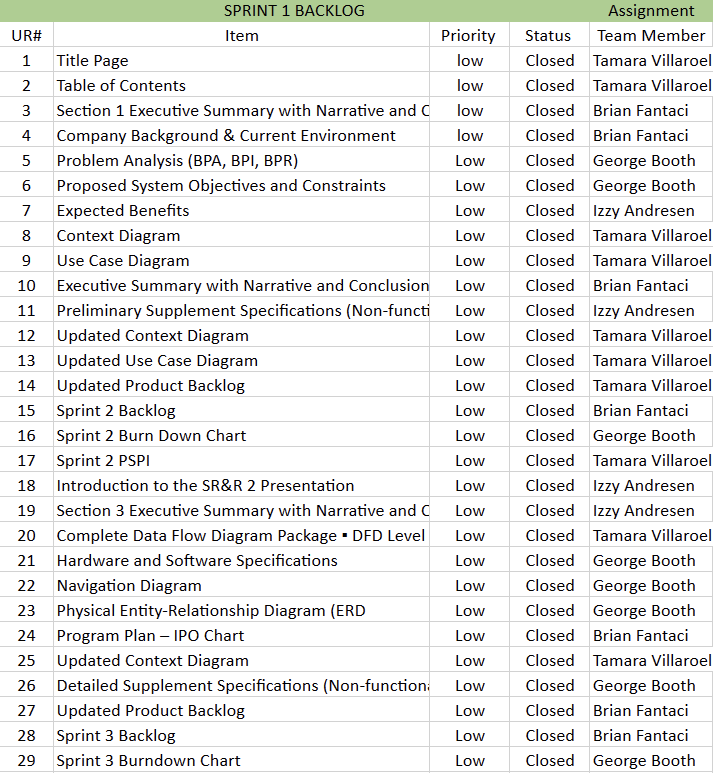 SPRINT 1 BACKLOG Assignment
UR# Item Priority Status Team Member
1 Title Page low Closed Tamara Villaroel
2 Table of Contents low Closed Tamara Villaroel
3 Section 1 Executive Summary with Narrative and C low Closed Brian Fantaci
4 Company Background & Current Environment low Closed Brian Fantaci
5 Problem Analysis (BPA, BPI, BPR) Low Closed George Booth
6 Proposed System Objectives and Constraints Low Closed George Booth
7 Expected Benefits Low Closed Izzy Andresen
8 Context Diagram Low Closed Tamara Villaroel
9 Use Case Diagram Low Closed Tamara Villaroel
10 Executive Summary with Narrative and Conclusion Low Closed Brian Fantaci
11 Preliminary Supplement Specifications (Non-functi Low Closed Izzy Andresen
12 Updated Context Diagram Low Closed Tamara Villaroel
13 Updated Use Case Diagram Low Closed Tamara Villaroel
14 Updated Product Backlog Low Closed Tamara Villaroel
15 Sprint 2 Backlog Low Closed Brian Fantaci
16 Sprint 2 Burn Down Chart Low Closed George Booth
17 Sprint 2 PSPI Low Closed Tamara Villaroel
18 Introduction to the SR&R 2 Presentation Low Closed Izzy Andresen
19 Section 3 Executive Summary with Narrative and C Low Closed Izzy Andresen
20 Complete Data Flow Diagram Package ▪ DFD Level Low Closed Tamara Villaroel
21 Hardware and Software Specifications Low Closed George Booth
22 Navigation Diagram Low Closed George Booth
23 Physical Entity-Relationship Diagram (ERD Low Closed George Booth
24 Program Plan – IPO Chart Low Closed Brian Fantaci
25 Updated Context Diagram Low Closed Tamara Villaroel
26 Detailed Supplement Specifications (Non-functiona Low Closed George Booth
27 Updated Product Backlog Low Closed Brian Fantaci
28 Sprint 3 Backlog Low Closed Brian Fantaci
29 Sprint 3 Burndown Chart Low Closed George Booth